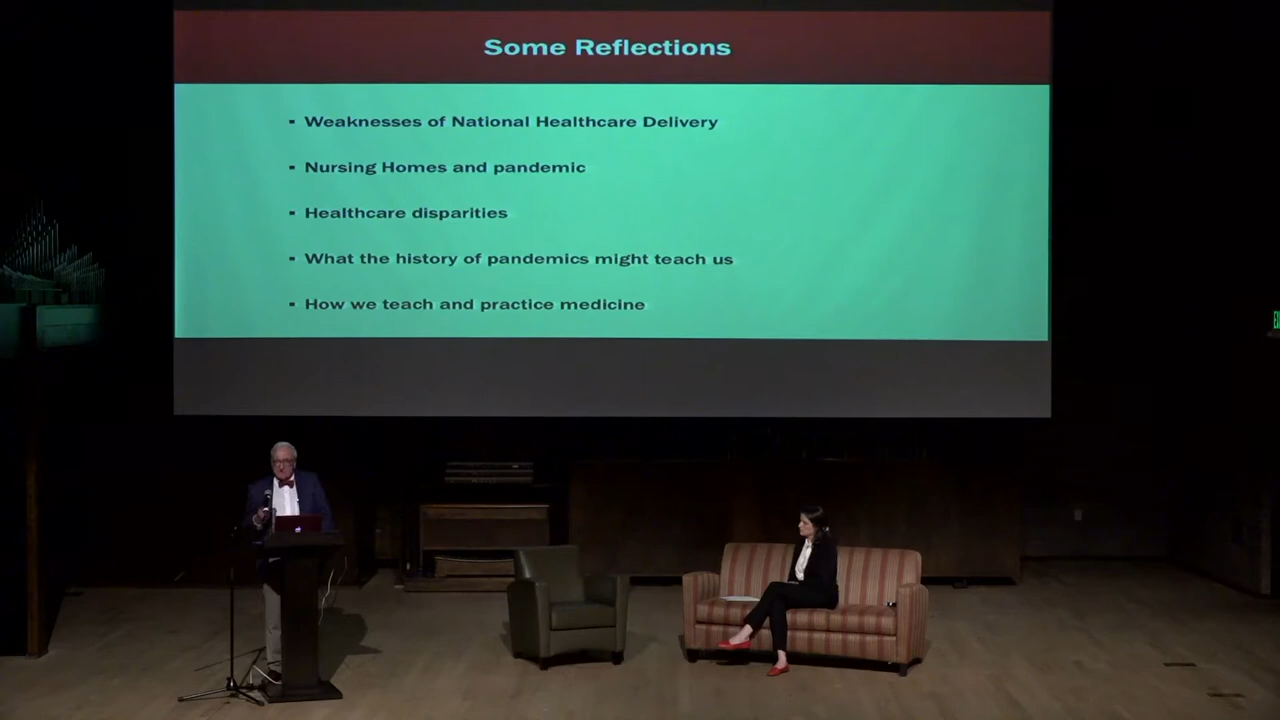 Some Reflections
▪ Weaknesses of National Healthcare Delivery
▪ Nursing Homes and pandemic
▪ Healthcare disparities
▪ What the history of pandemics might teach us
▪ How we teach and practice medicine